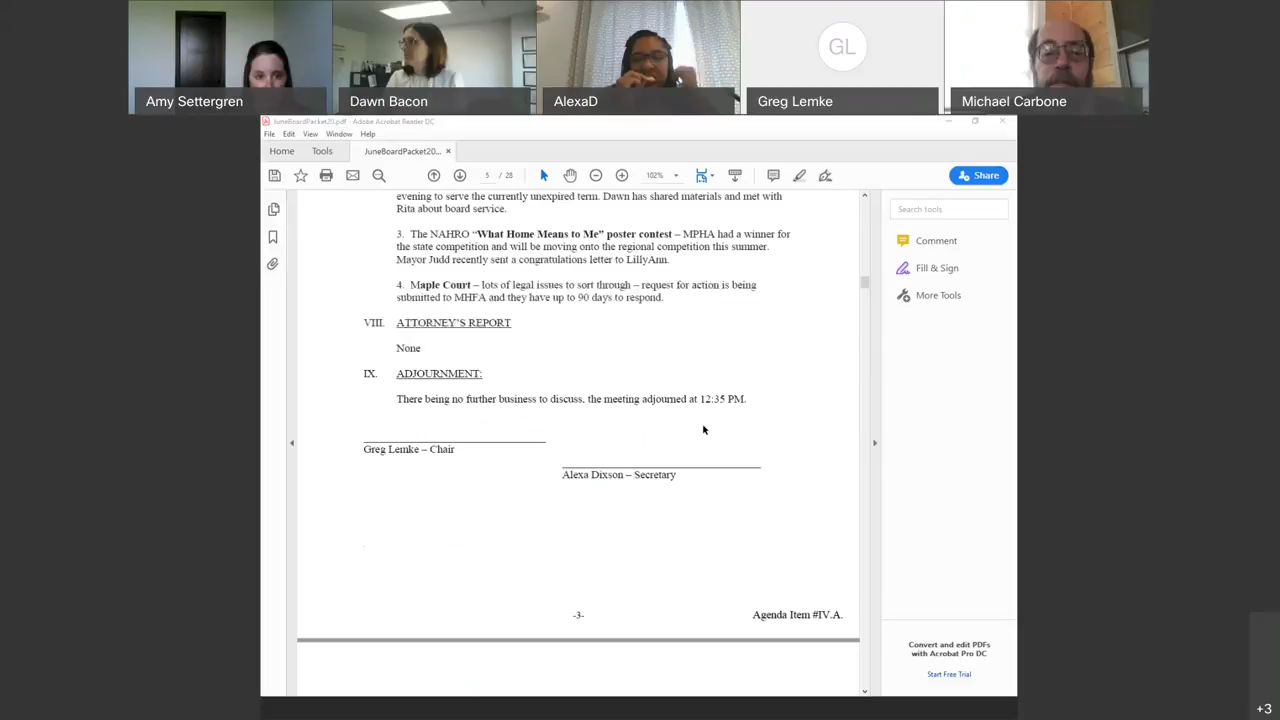 GL
Amy Settergren
Dawn Bacon
AlexaD
Greg Lemke
Michael Carbone
JuneBoardPacket20.pdf - Adobe Acrobat Reader DC
File Edit View Window Help
Home Tools JuneBoardPacket20... ×
5 / 28 102% Share
evening to serve the currently unexpired term. Dawn has shared materials and met with
Rita about board service.
3. The NAHRO “What Home Means to Me” poster contest – MPHA had a winner for
the state competition and will be moving onto the regional competition this summer.
Mayor Judd recently sent a congratulations letter to LillyAnn.
4. Maple Court – lots of legal issues to sort through – request for action is being
submitted to MHFA and they have up to 90 days to respond.
VIII. ATTORNEY’S REPORT
None
IX. ADJOURNMENT:
There being no further business to discuss, the meeting adjourned at 12:35 PM.
Greg Lemke – Chair
Alexa Dixson – Secretary
-3- Agenda Item #IV.A.
Search tools
Comment
Fill & Sign
More Tools
Convert and edit PDFs
with Acrobat Pro DC
Start Free Trial
+3